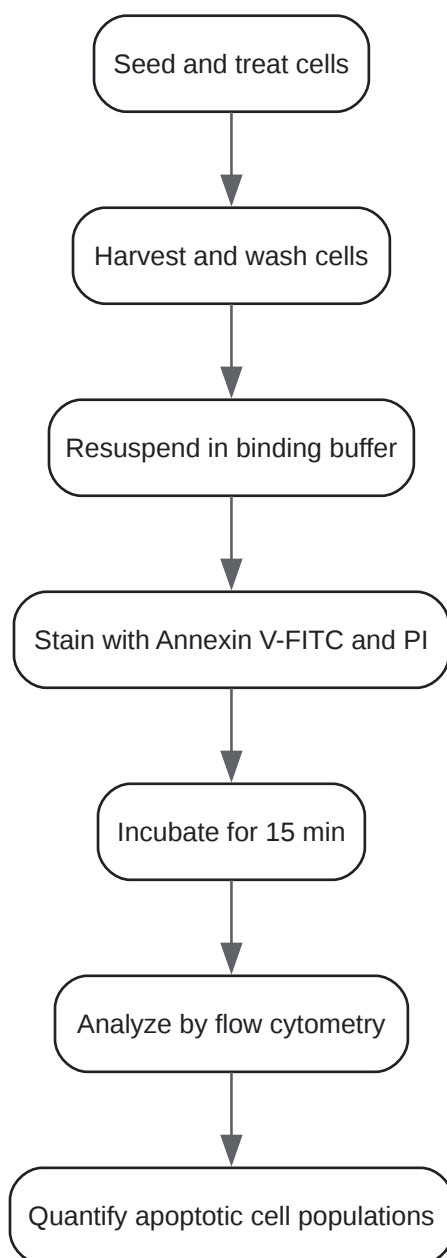 Seed and treat cells
Harvest and wash cells
Resuspend in binding buffer
Stain with Annexin V-FITC and PI
Incubate for 15 min
Analyze by flow cytometry
Quantify apoptotic cell populations